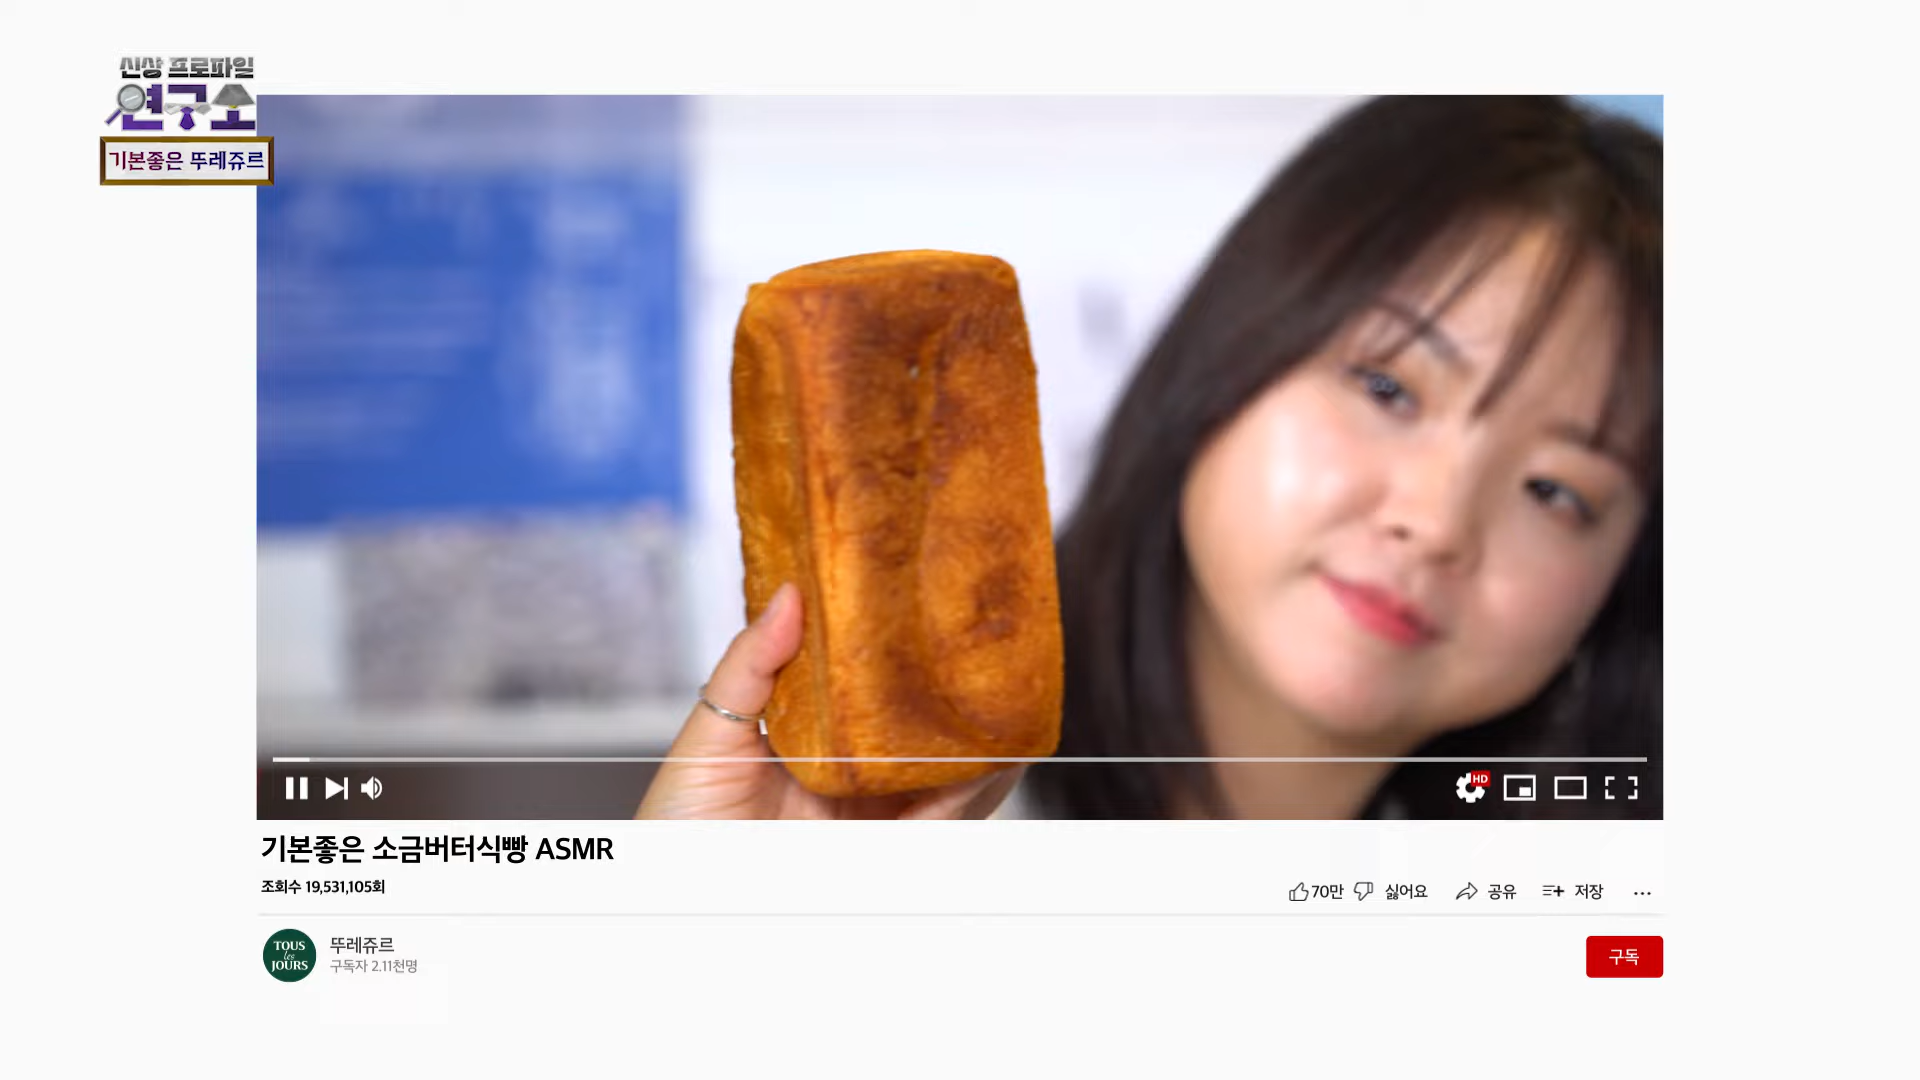 신상 프로파일
연구소
기본좋은 뚜레쥬르
HD
기본좋은 소금버터식빵 ASMR
조회수 19,531,105회
70만 싫어요 공유 저장 ...
TOUS
les
JOURS
뚜레쥬르
구독자 2.11천명
구독